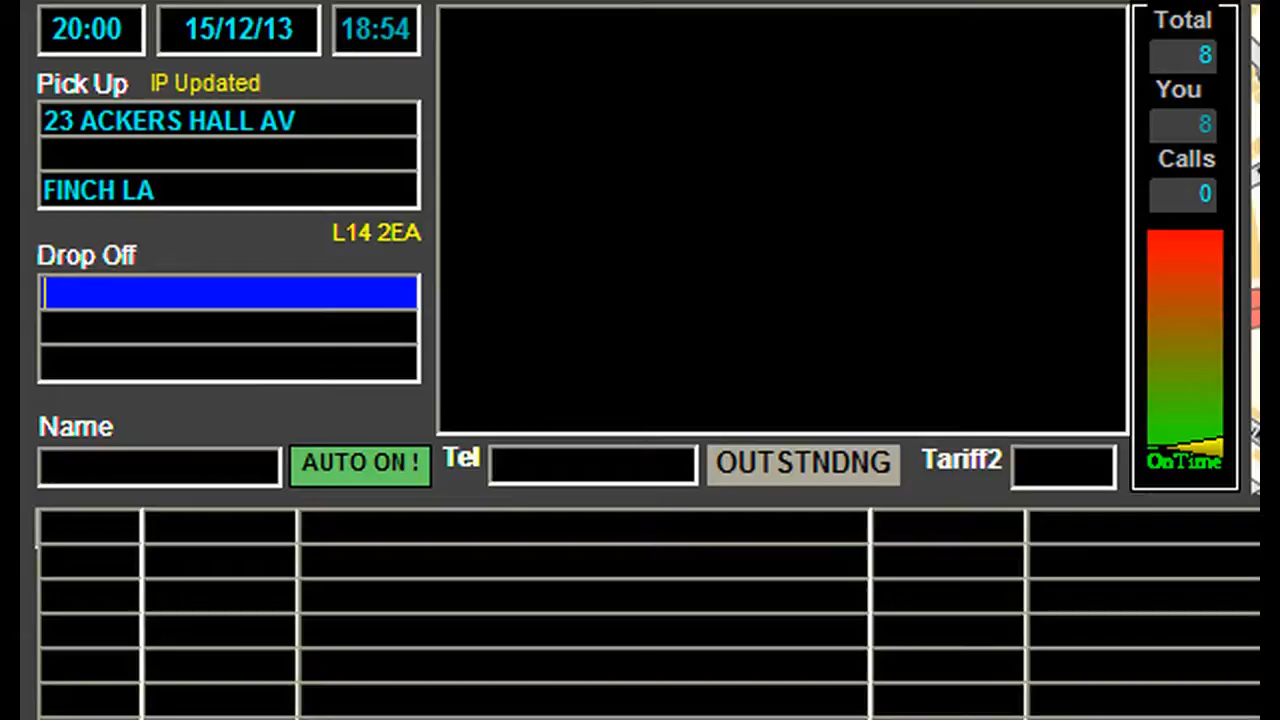 20:00 15/12/13 18:54
Pick Up IP Updated
23 ACKERS HALL AV
FINCH LA
L14 2EA
Drop Off
Name
AUTO ON !
Tel
OUTSTNDNG
Tariff2
Total
8
You
8
Calls
0
OnTime